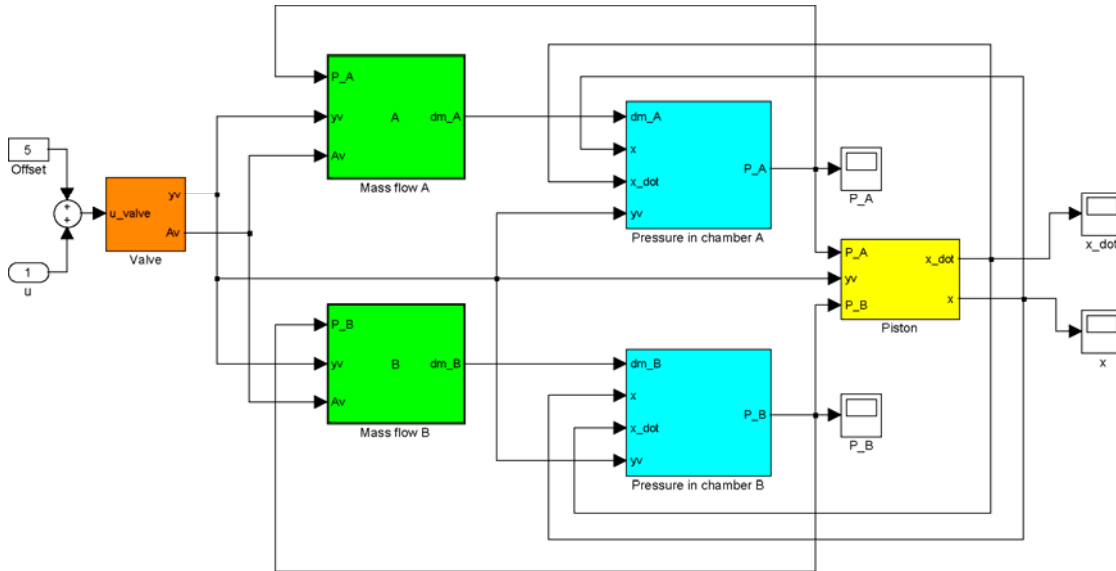 5
Offset
+
+
1
u
u_valve
yv
Av
Valve
P_A
yv
Av
A
dm_A
Mass flow A
P_B
yv
Av
B
dm_B
Mass flow B
dm_A
x
x_dot
yv
P_A
Pressure in chamber A
dm_B
x
x_dot
yv
P_B
Pressure in chamber B
P_A
P_B
P_A
yv
P_B
x_dot
x
Piston
x_dot
x